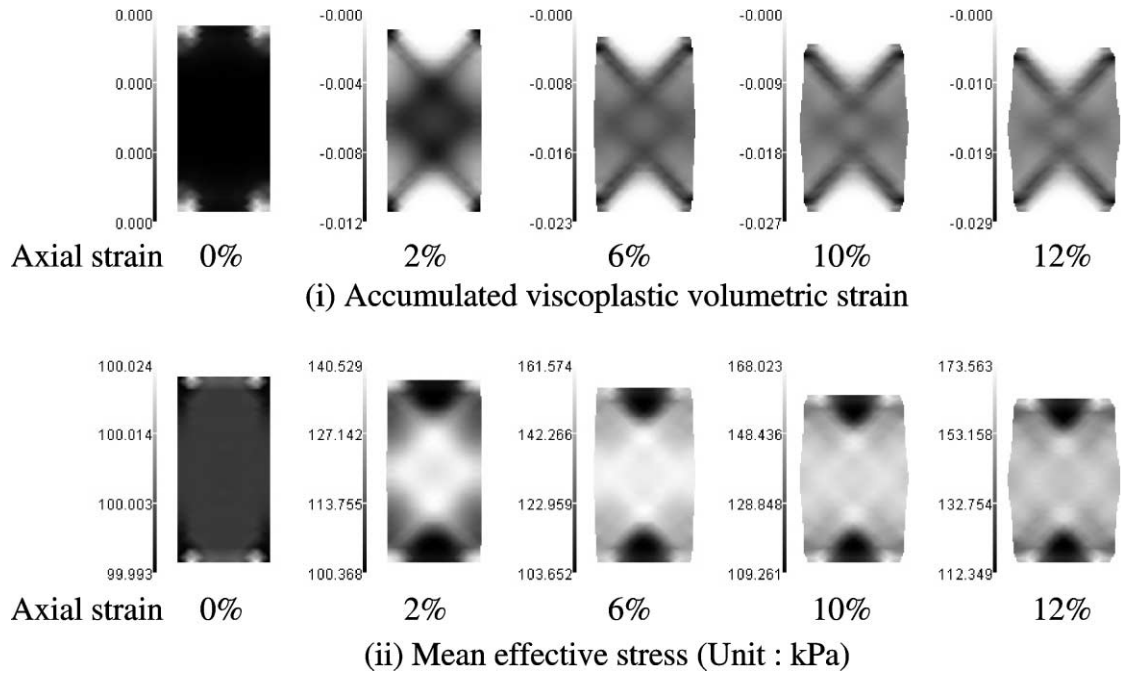 0.000 0.000 0.000 0.000
-0.000 -0.004 -0.008 -0.012
-0.000 -0.008 -0.016 -0.023
-0.000 -0.009 -0.018 -0.027
-0.000 -0.010 -0.019 -0.029
Axial strain 0% 2% 6% 10% 12%
(i) Accumulated viscoplastic volumetric strain
100.024 100.014 100.003 99.993
140.529 127.142 113.755 100.368
161.574 142.266 122.959 103.652
168.023 148.436 128.848 109.261
173.563 153.158 132.754 112.349
Axial strain 0% 2% 6% 10% 12%
(ii) Mean effective stress (Unit : kPa)